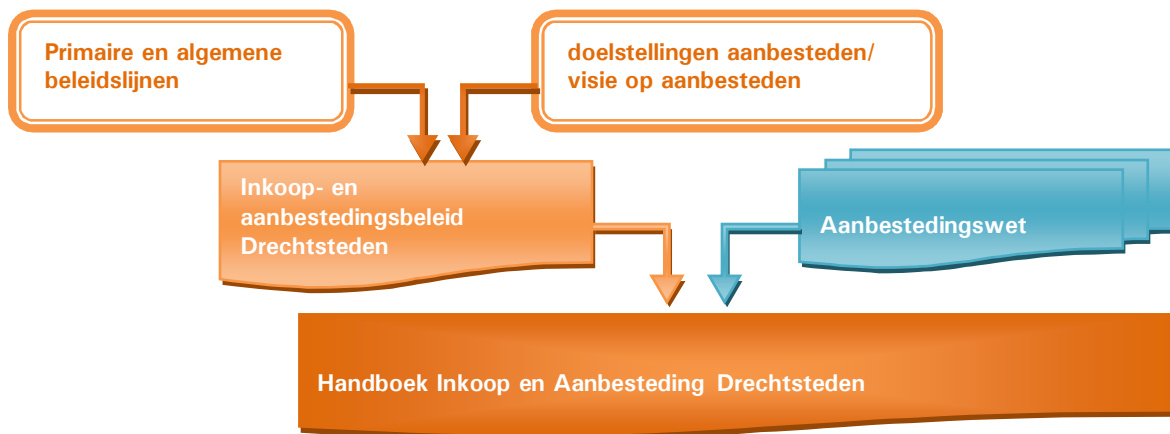 Primaire en algemene
beleidslijnen
doelstellingen aanbesteden/
visie op aanbesteden
Inkoop- en
aanbestedingsbeleid
Drechtsteden
Aanbestedingswet
Handboek Inkoop en Aanbesteding Drechtsteden